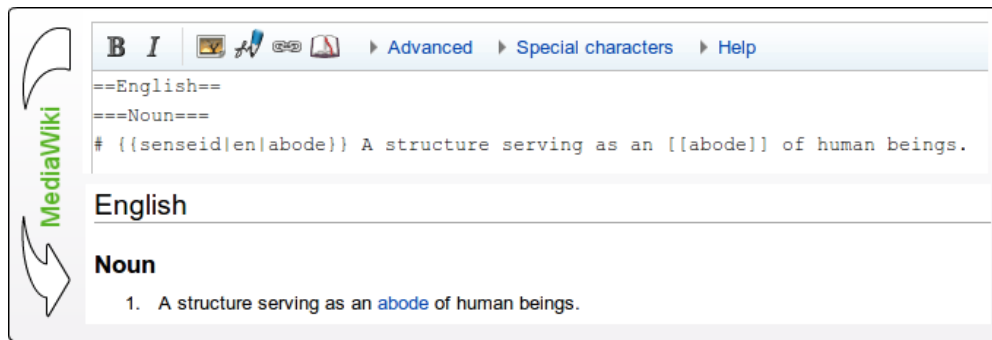 B I Advanced Special characters Help
==English==
===Noun===
# {{senseid|en|abode}} A structure serving as an [[abode]] of human beings.
MediaWiki
English
Noun
1. A structure serving as an abode of human beings.